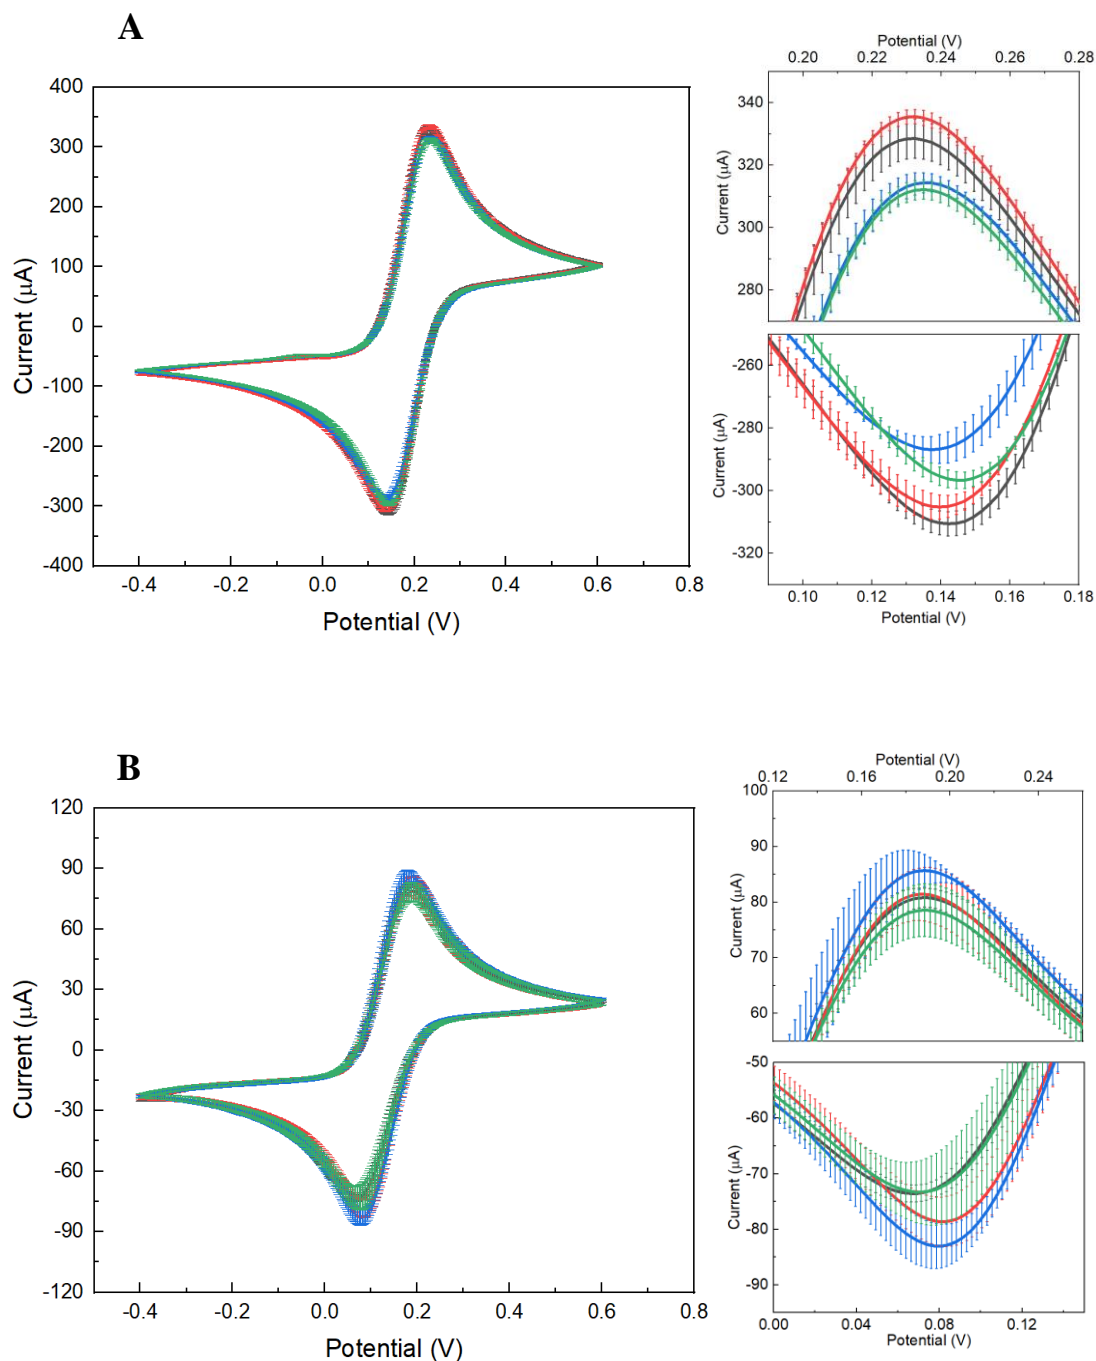 A
Potential (V)
0.20 0.22 0.24 0.26 0.28
400
300
200
100
0
-100
-200
-300
-400
Current (μA)
-0.4 -0.2 0.0 0.2 0.4 0.6 0.8
Potential (V)
340
320
300
280
Current (μA)
-260
-280
-300
-320
Current (μA)
0.10 0.12 0.14 0.16 0.18
Potential (V)
B
Potential (V)
0.12 0.16 0.20 0.24
120
90
60
30
0
-30
-60
-90
-120
Current (μA)
-0.4 -0.2 0.0 0.2 0.4 0.6 0.8
Potential (V)
100
90
80
70
60
Current (μA)
-50
-60
-70
-80
-90
Current (μA)
0.00 0.04 0.08 0.12
Potential (V)